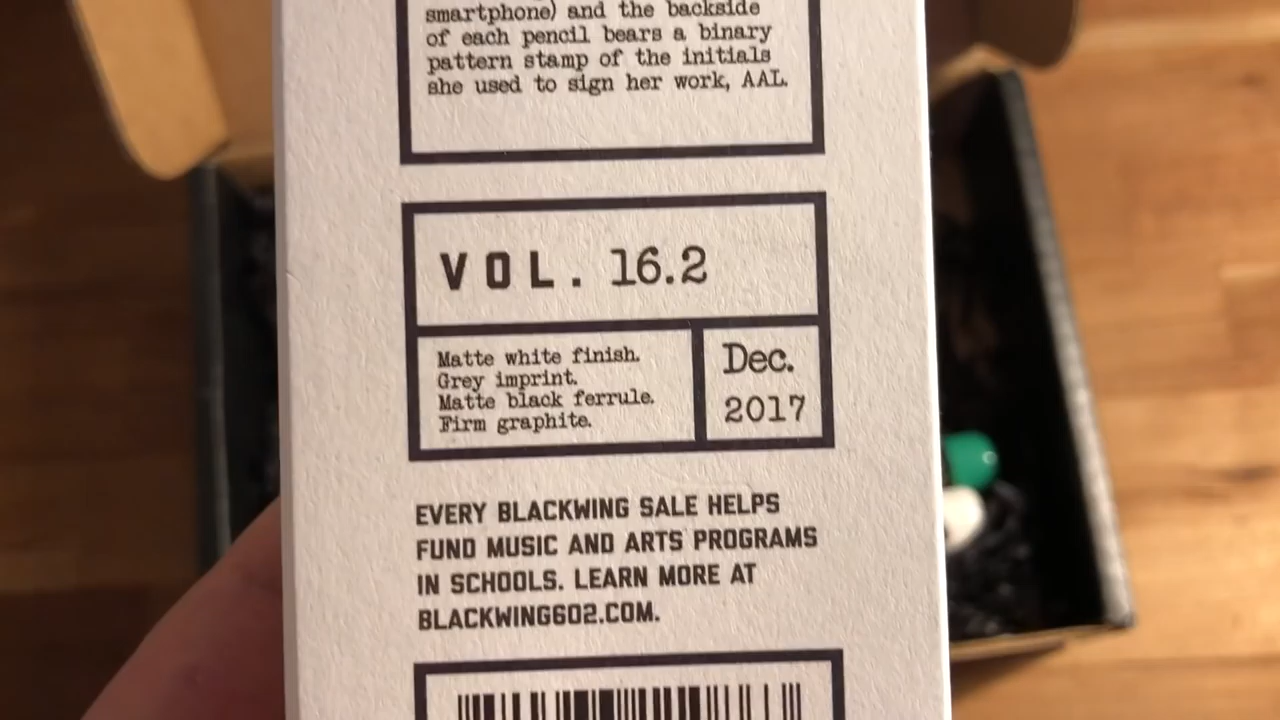 smartphone) and the backside
of each pencil bears a binary
pattern stamp of the initials
she used to sign her work, AAL.
VOL. 16.2
Matte white finish.
Grey imprint.
Matte black ferrule.
Firm graphite.
Dec.
2017
EVERY BLACKWING SALE HELPS
FUND MUSIC AND ARTS PROGRAMS
IN SCHOOLS. LEARN MORE AT
BLACKWING602.COM.